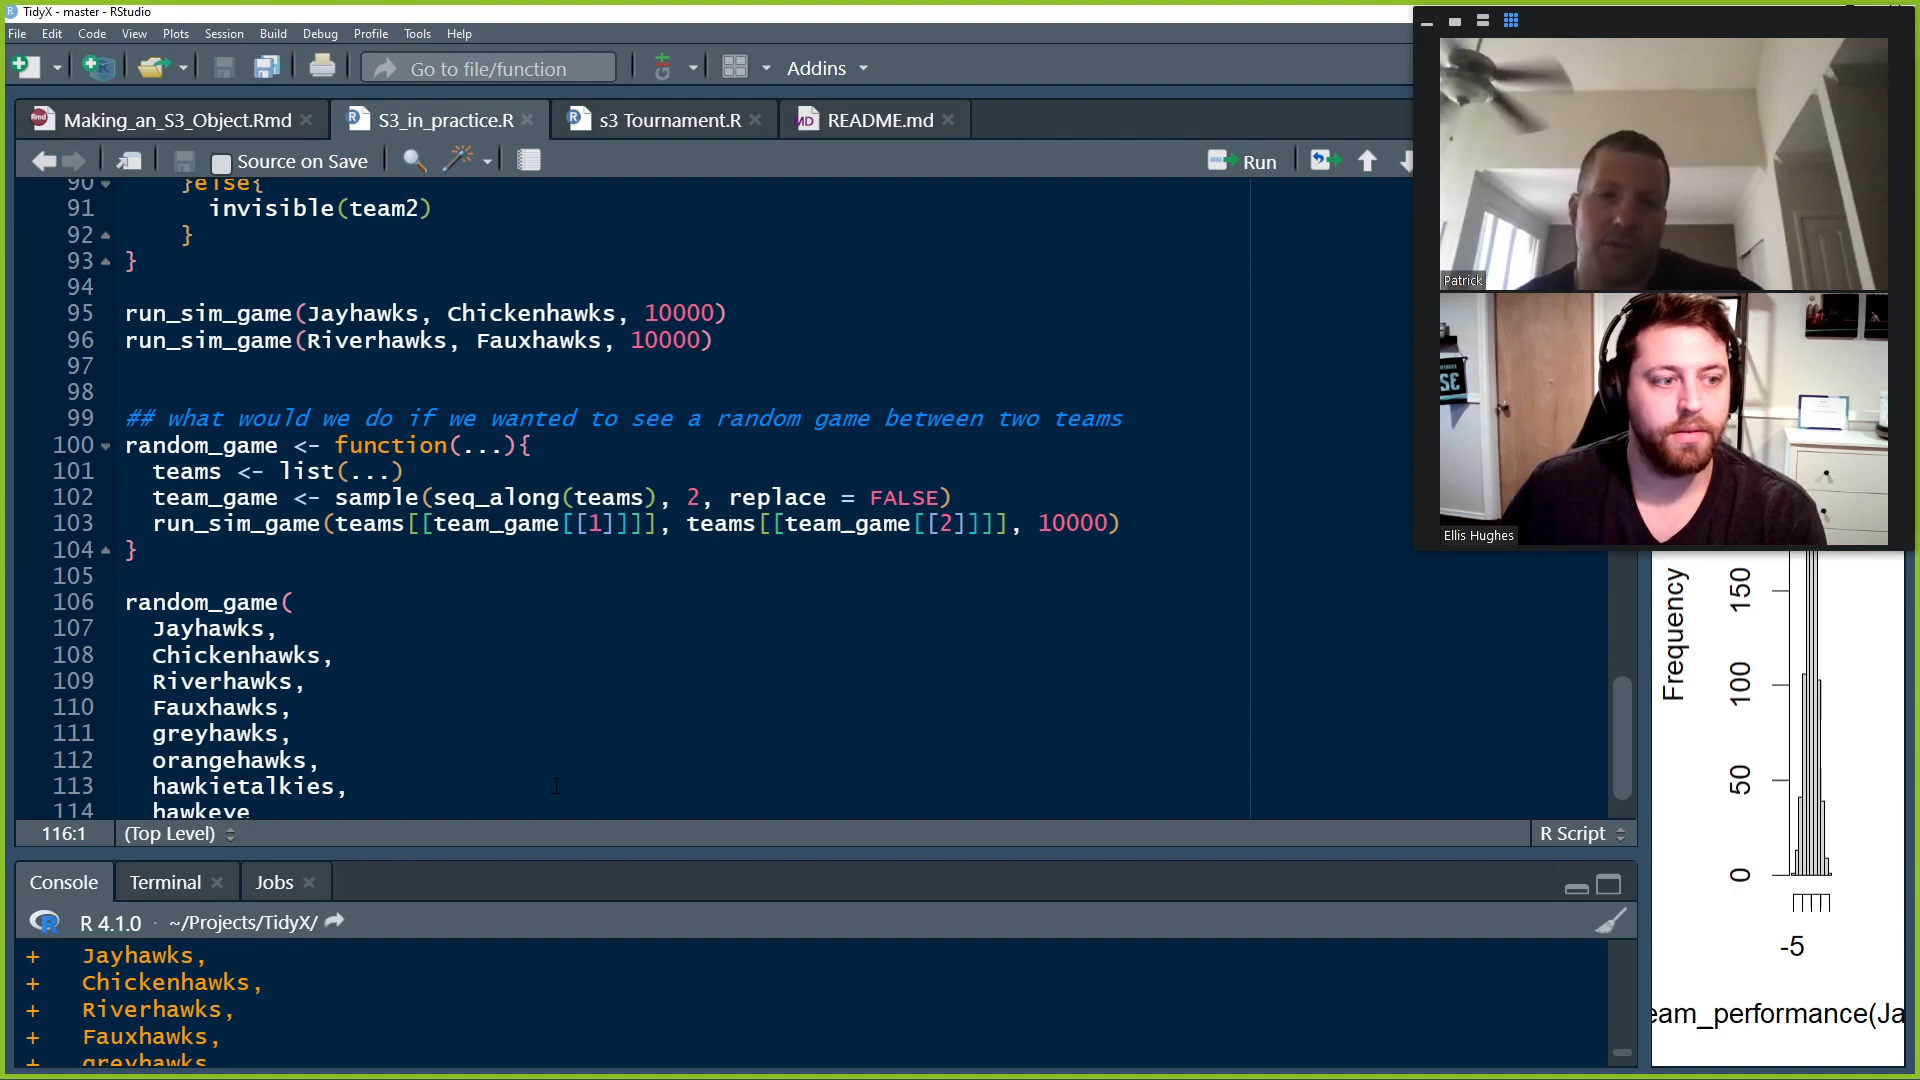 TidyX - master - RStudio
File Edit Code View Plots Session Build Debug Profile Tools Help
Go to file/function Addins
Making_an_S3_Object.Rmd S3_in_practice.R s3 Tournament.R README.md
Source on Save Run
90 }else{
91 invisible(team2)
92 }
93 }
94
95 run_sim_game(Jayhawks, Chickenhawks, 10000)
96 run_sim_game(Riverhawks, Fauxhawks, 10000)
97
98
99 ## what would we do if we wanted to see a random game between two teams
100 random_game <- function(...){
101 teams <- list(...)
102 team_game <- sample(seq_along(teams), 2, replace = FALSE)
103 run_sim_game(teams[[team_game[[1]]]], teams[[team_game[[2]]]], 10000)
104 }
105
106 random_game(
107 Jayhawks,
108 Chickenhawks,
109 Riverhawks,
110 Fauxhawks,
111 greyhawks,
112 orangehawks,
113 hawkietalkies,
114 hawkeye
116:1 (Top Level) R Script
Console Terminal Jobs
R 4.1.0 · ~/Projects/TidyX/
+ Jayhawks,
+ Chickenhawks,
+ Riverhawks,
+ Fauxhawks,
+ greyhawks
Patrick
Ellis Hughes
Frequency
150
100
50
0
-5
eam_performance(Ja